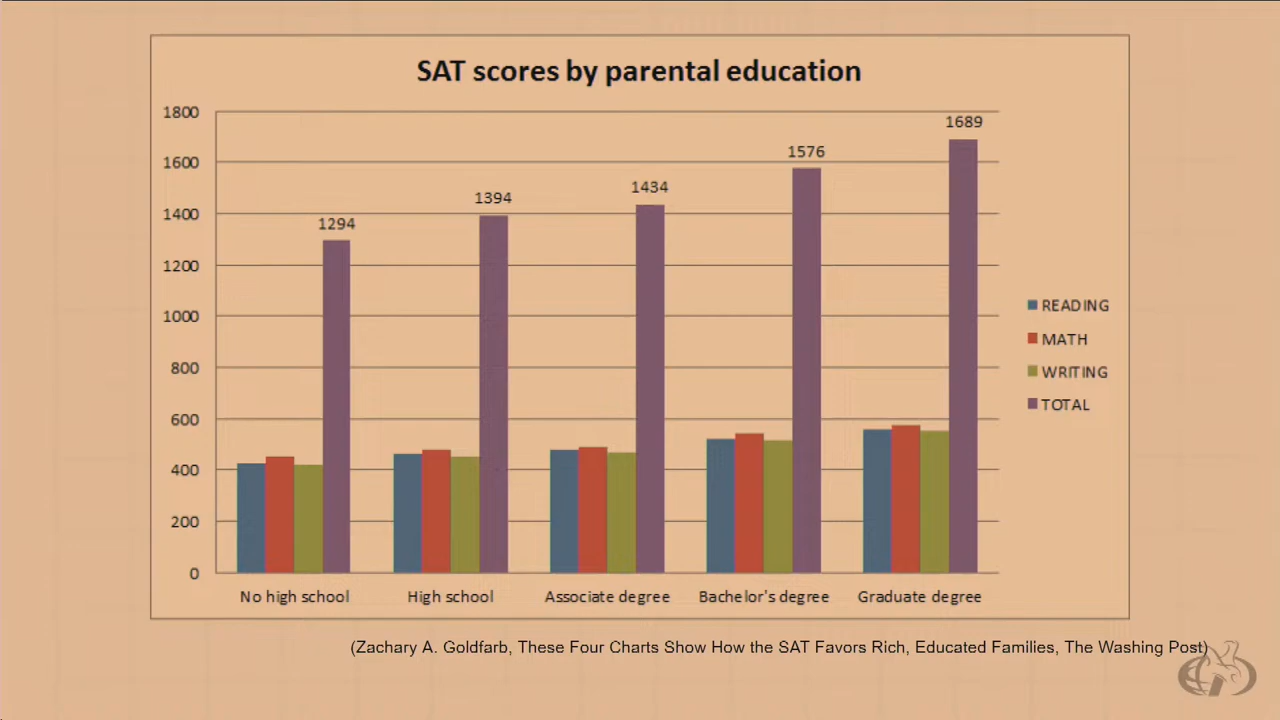 SAT scores by parental education
1800
1600
1400
1200
1000
800
600
400
200
0
1294
1394
1434
1576
1689
READING
MATH
WRITING
TOTAL
No high school
High school
Associate degree
Bachelor's degree
Graduate degree
(Zachary A. Goldfarb, These Four Charts Show How the SAT Favors Rich, Educated Families, The Washing Post)